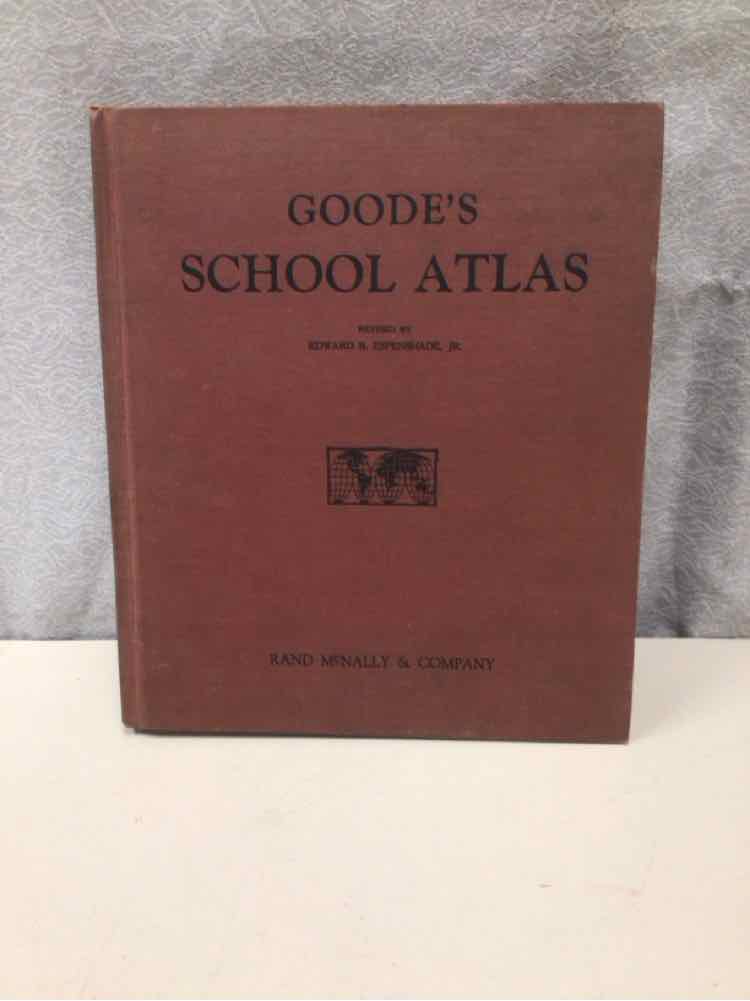 GOODE'S
SCHOOL ATLAS
REVISED BY
EDWARD B. ESPENSHADE, JR.
RAND MCNALLY & COMPANY